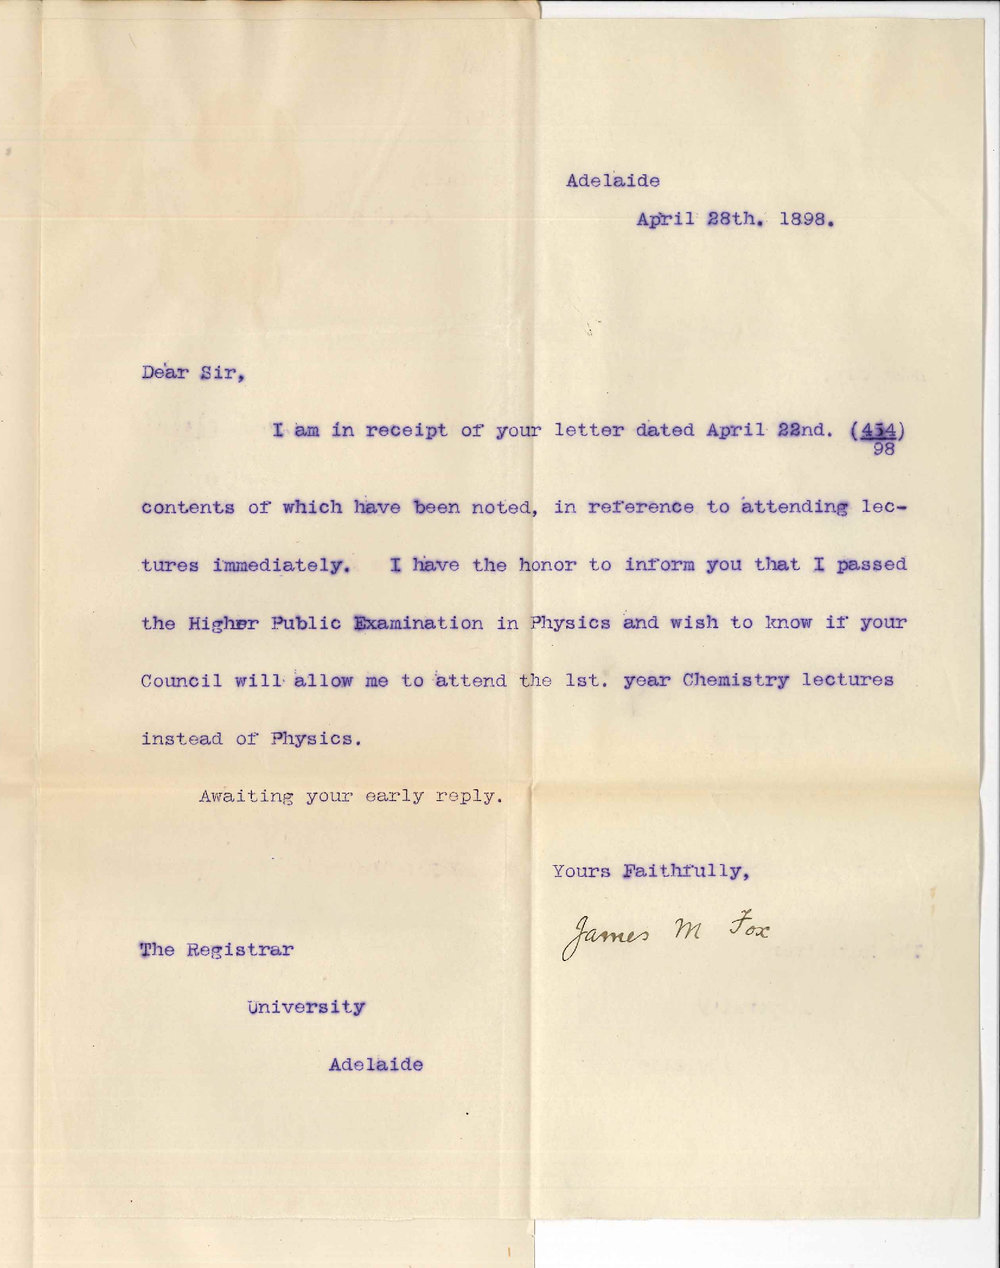 Adelaide
April 28th. 1898.
Dear Sir,
I am in receipt of your letter dated April 22nd. (454)
98
contents of which have been noted, in reference to attending lec-
tures immediately. I have the honor to inform you that I passed
the Higher Public Examination in Physics and wish to know if your
Council will allow me to attend the 1st. year Chemistry lectures
instead of Physics.
Awaiting your early reply.
Yours Faithfully,
James M Fox
The Registrar
University
Adelaide